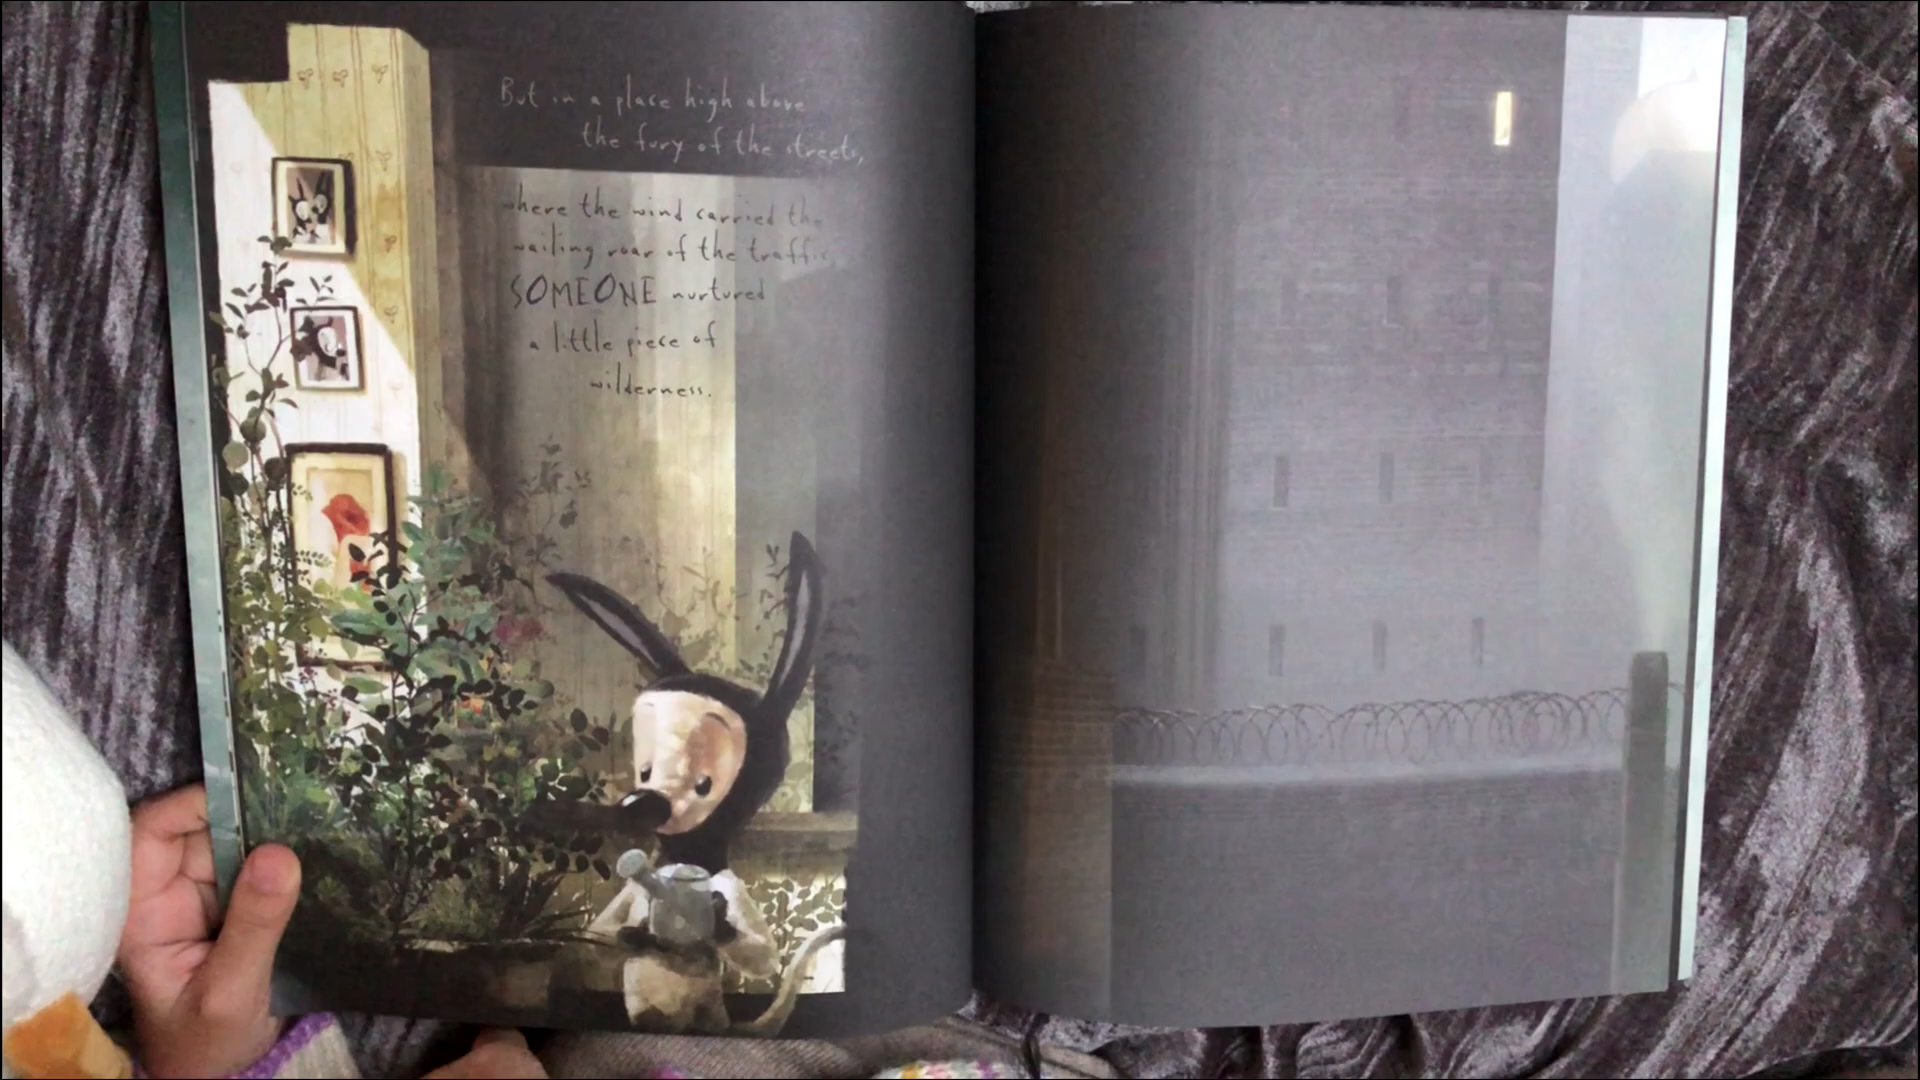 But in a place high above
the fury of the streets,
where the wind carried the
wailing roar of the traffic,
SOMEONE nurtured
a little piece of
wilderness.